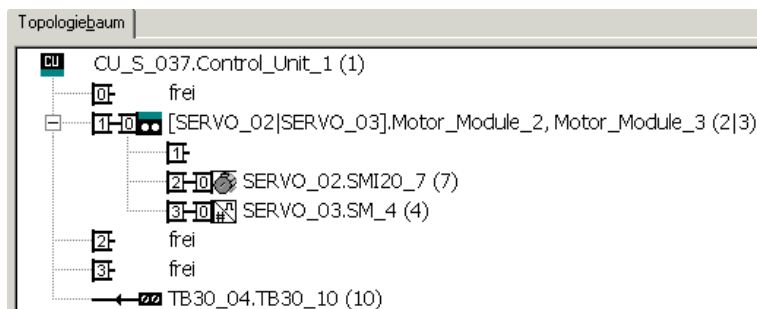 Topologiebaum
CU CU_S_037.Control_Unit_1 (1)
0 frei
1 0 [SERVO_02|SERVO_03].Motor_Module_2, Motor_Module_3 (2|3)
1
2 0 SERVO_02.SMI20_7 (7)
3 0 SERVO_03.SM_4 (4)
2 frei
3 frei
TB30_04.TB30_10 (10)